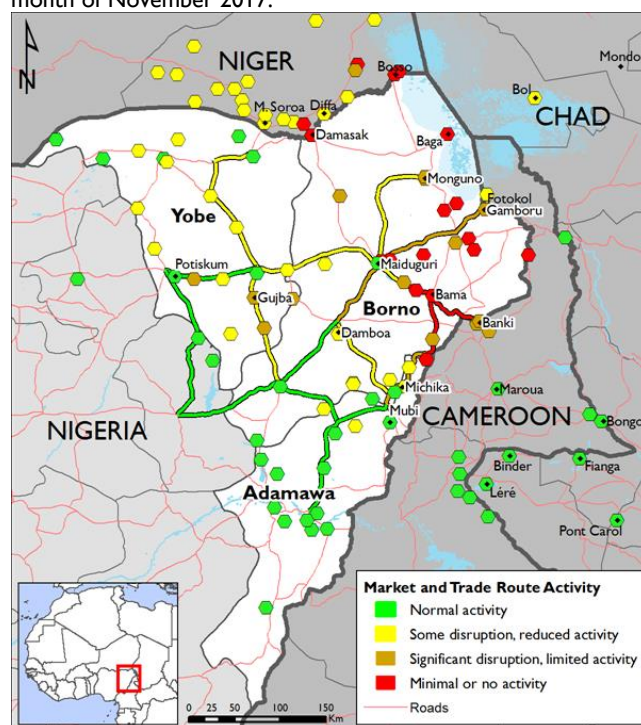 month of November 2017.
N
NIGER
Bosso
Mondo
M. Soroa
Diffa
Bol
CHAD
Damasak
Baga
Monguno
Fotokol
Gamboru
Yobe
Potiskum
Maiduguri
Gujba
Bama
Borno
Damboa
Banki
Michika
Maroua
Mubi
CAMEROON
Bongo
NIGERIA
Binder
Fianga
Léré
Adamawa
Pont Carol
Market and Trade Route Activity
Normal activity
Some disruption, reduced activity
Significant disruption, limited activity
Minimal or no activity
Roads
0 25 50 100 150
Km